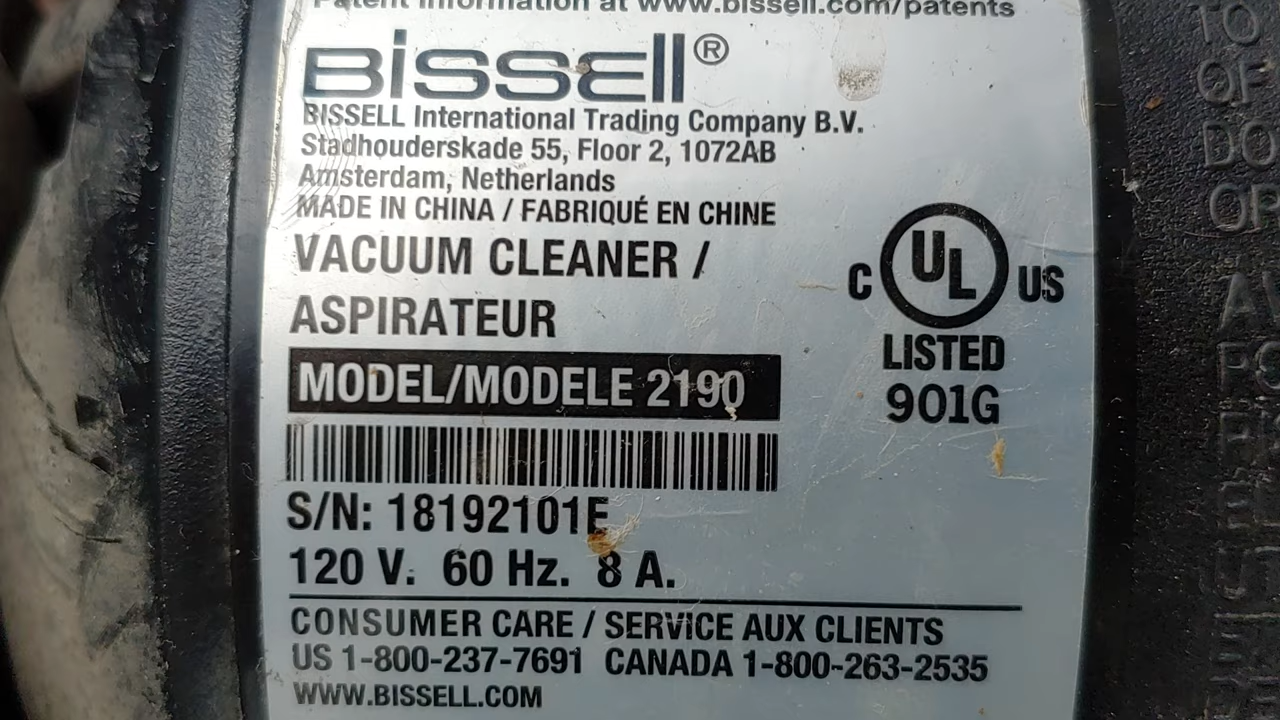 Patent information at www.bissell.com/patents
BISSELL®
BISSELL International Trading Company B.V.
Stadhouderskade 55, Floor 2, 1072AB
Amsterdam, Netherlands
MADE IN CHINA / FABRIQUÉ EN CHINE
VACUUM CLEANER /
ASPIRATEUR
C UL US
LISTED
901G
MODEL/MODELE 2190
S/N: 18192101E
120 V. 60 Hz. 8 A.
CONSUMER CARE / SERVICE AUX CLIENTS
US 1-800-237-7691 CANADA 1-800-263-2535
WWW.BISSELL.COM
TO
OF